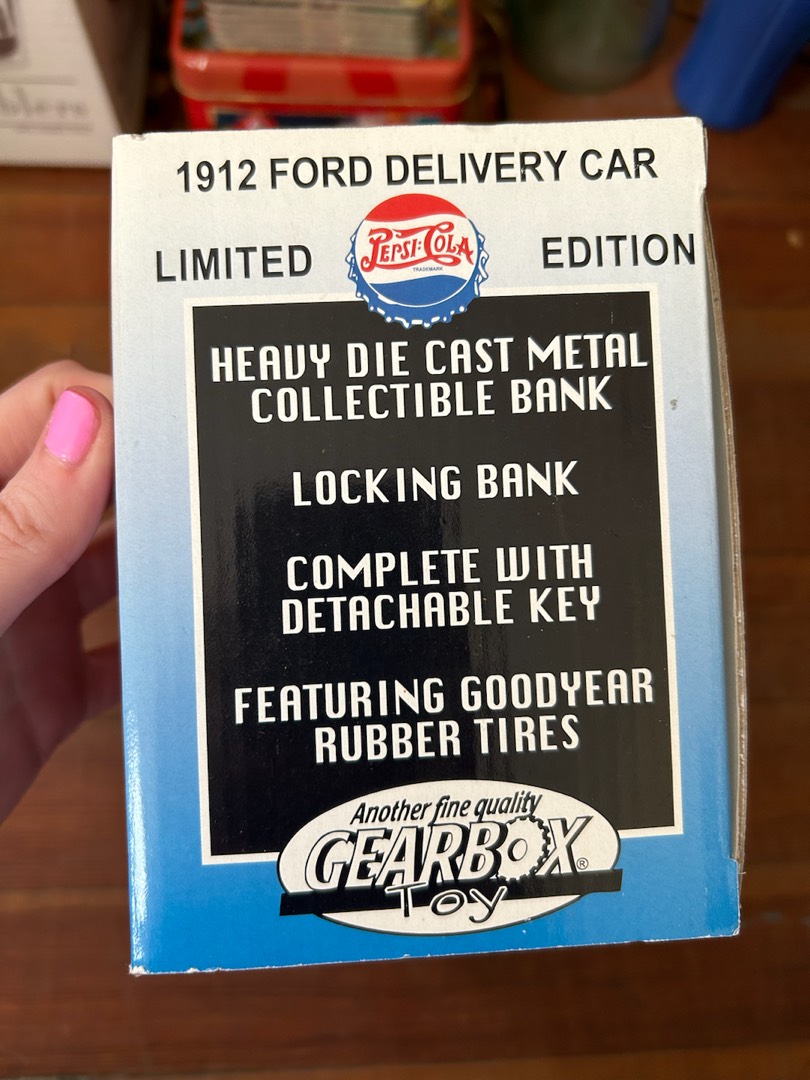 1912 FORD DELIVERY CAR
LIMITED
PEPSI:COLA
TRADEMARK
EDITION
HEAVY DIE CAST METAL
COLLECTIBLE BANK
LOCKING BANK
COMPLETE WITH
DETACHABLE KEY
FEATURING GOODYEAR
RUBBER TIRES
Another fine quality
GEARBOX®
Toy